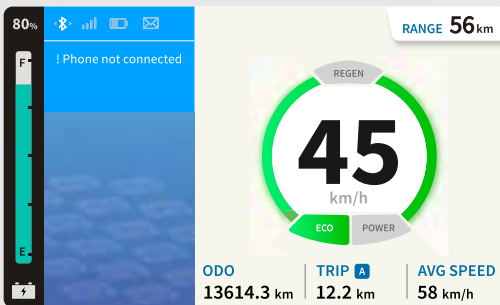 80%
! Phone not connected
F
E
RANGE 56 km
REGEN
45
km/h
ECO
POWER
ODO
13614.3 km
TRIP A
12.2 km
AVG SPEED
58 km/h